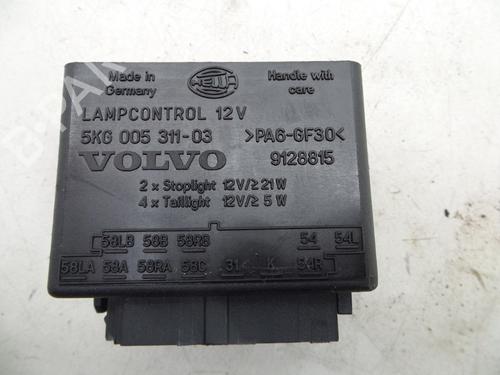 Made in Germany
HELLA
Handle with care
LAMPCONTROL 12V
5KG 005 311-03 >PA6-GF30<
VOLVO 9128815
2 x Stoplight 12V/≥21W
4 x Taillight 12V/≥5W
58LB 58B 58RB 54 54L
58LA 58A 58RA 58C 31 K 54R